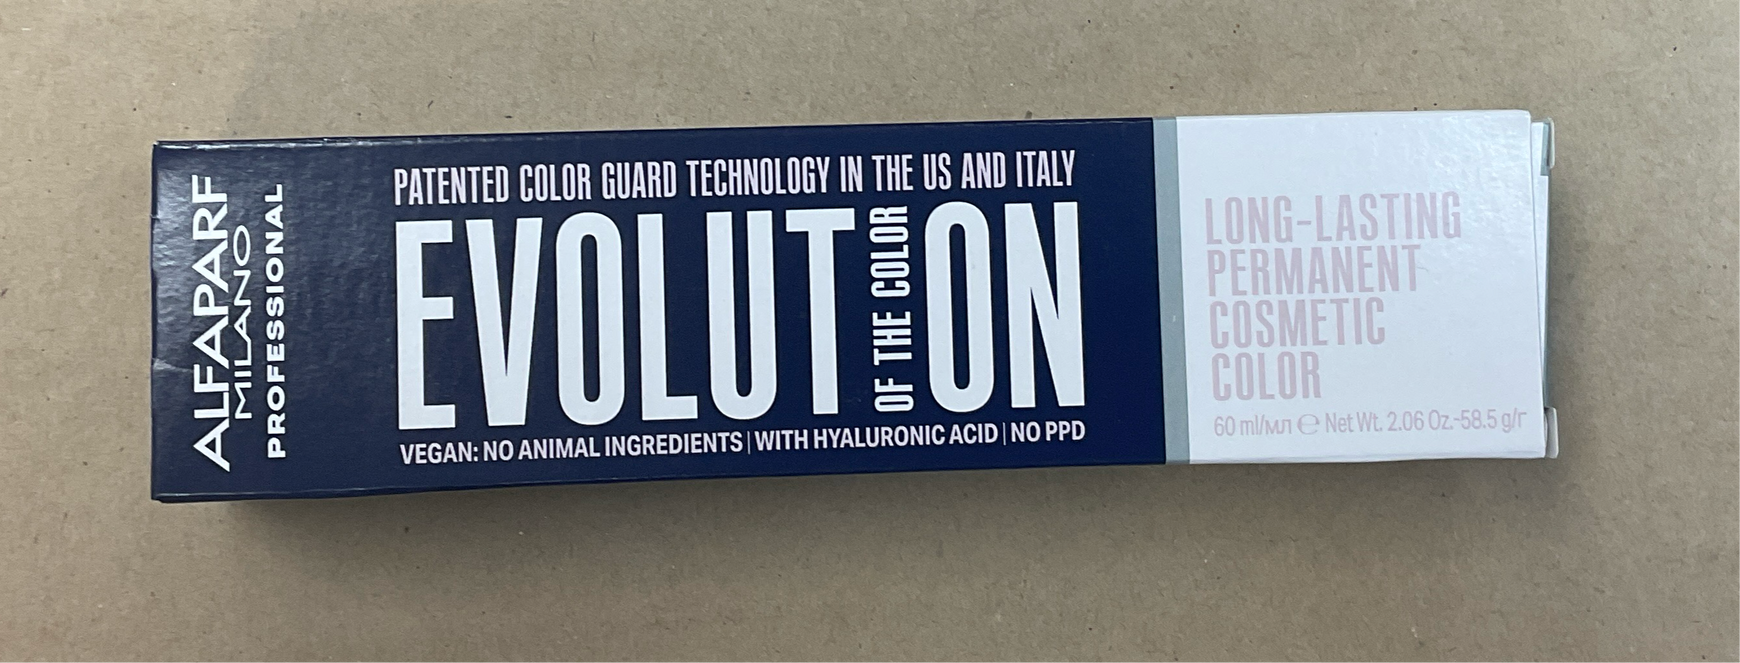 ALFAPARF
MILANO
PROFESSIONAL
PATENTED COLOR GUARD TECHNOLOGY IN THE US AND ITALY
EVOLUT OF THE COLOR ON
VEGAN: NO ANIMAL INGREDIENTS | WITH HYALURONIC ACID | NO PPD
LONG-LASTING
PERMANENT
COSMETIC
COLOR
60 ml/мл ℮ Net Wt. 2.06 Oz.-58.5 g/г